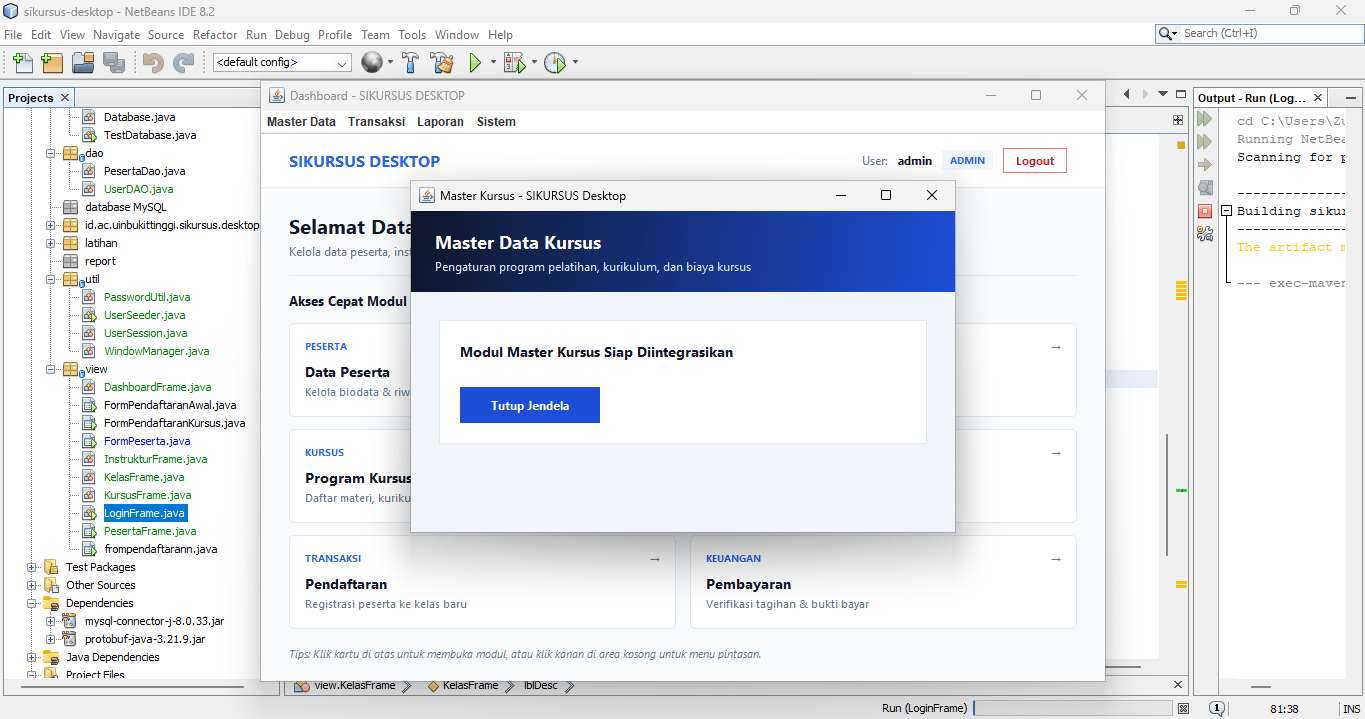 sikursus-desktop - NetBeans IDE 8.2
File Edit View Navigate Source Refactor Run Debug Profile Team Tools Window Help
Search (Ctrl+I)
<default config>
Projects
Database.java
TestDatabase.java
dao
PesertaDao.java
UserDAO.java
database MySQL
id.ac.uinbukittinggi.sikursus.desktop
latihan
report
util
PasswordUtil.java
UserSeeder.java
UserSession.java
WindowManager.java
view
DashboardFrame.java
FormPendaftaranAwal.java
FormPendaftaranKursus.java
FormPeserta.java
InstrukturFrame.java
KelasFrame.java
KursusFrame.java
LoginFrame.java
PesertaFrame.java
frompendaftarann.java
Test Packages
Other Sources
Dependencies
mysql-connector-j-8.0.33.jar
protobuf-java-3.21.9.jar
Java Dependencies
Project Files
Dashboard - SIKURSUS DESKTOP
Master Data Transaksi Laporan Sistem
SIKURSUS DESKTOP
User: admin ADMIN Logout
Selamat Data
Kelola data peserta, inst
Akses Cepat Modul
PESERTA →
Data Peserta
Kelola biodata & riw
KURSUS →
Program Kursus
Daftar materi, kuriku
TRANSAKSI →
Pendaftaran
Registrasi peserta ke kelas baru
KEUANGAN →
Pembayaran
Verifikasi tagihan & bukti bayar
Tips: Klik kartu di atas untuk membuka modul, atau klik kanan di area kosong untuk menu pintasan.
Master Kursus - SIKURSUS Desktop
Master Data Kursus
Pengaturan program pelatihan, kurikulum, dan biaya kursus
Modul Master Kursus Siap Diintegrasikan
Tutup Jendela
Output - Run (Log...
cd C:\Users\Zu
Running NetBea
Scanning for p
Building sikur
The artifact m
--- exec-maven
view.KelasFrame KelasFrame lblDesc
Run (LoginFrame) 1 81:38 INS